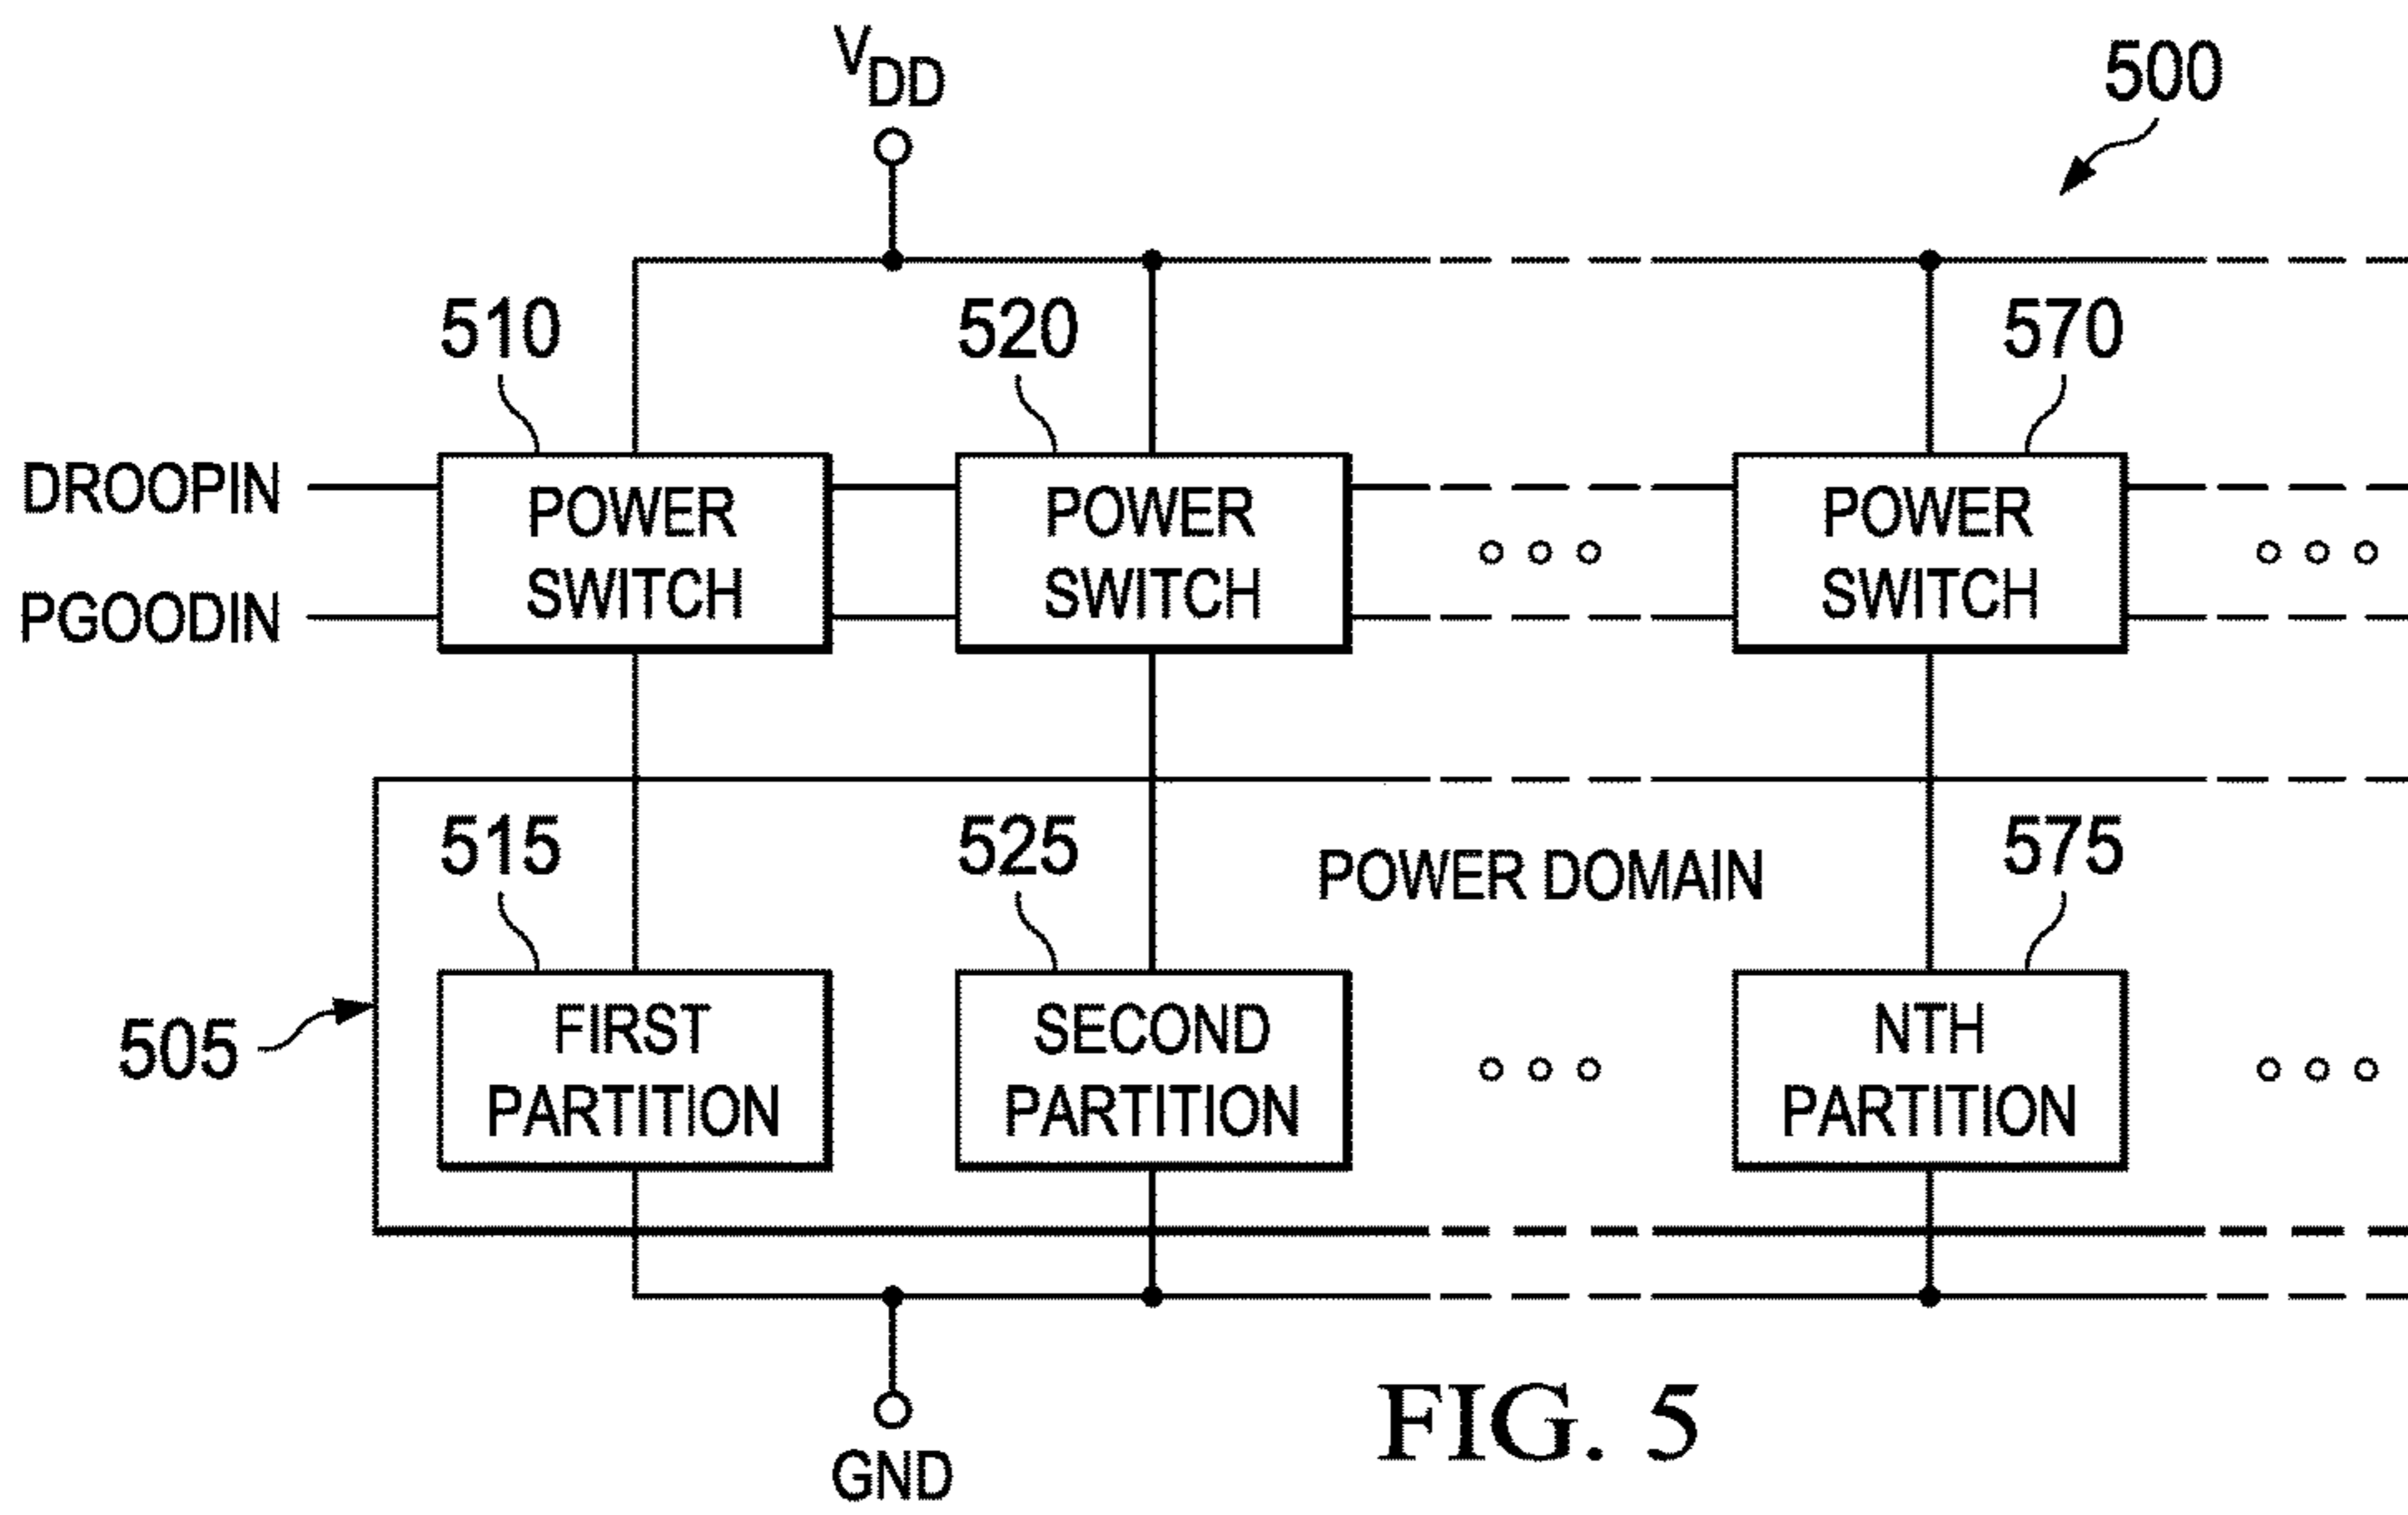 V_DD
500
510
520
570
DROOPIN
POWER
SWITCH
POWER
SWITCH
POWER
SWITCH
PGOODIN
515
525
POWER DOMAIN
575
505
FIRST
PARTITION
SECOND
PARTITION
NTH
PARTITION
GND
FIG. 5